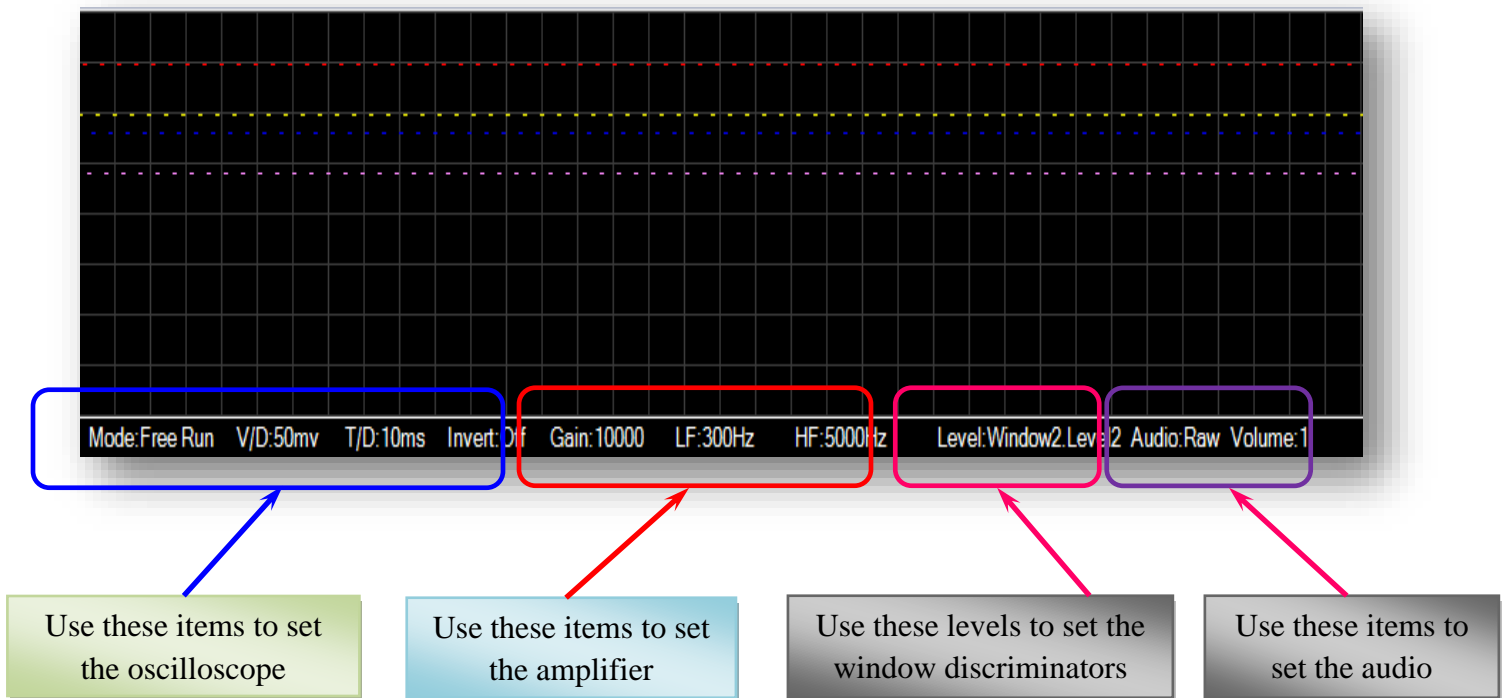 Mode:Free Run V/D:50mv T/D:10ms Invert:Off Gain:10000 LF:300Hz HF:5000Hz Level:Window2.Level2 Audio:Raw Volume:1
Use these items to set
the oscilloscope
Use these items to set
the amplifier
Use these levels to set the
window discriminators
Use these items to
set the audio